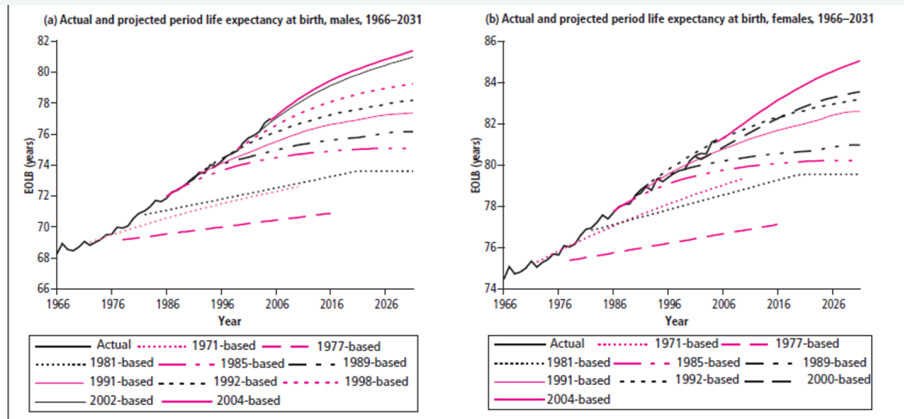 (a) Actual and projected period life expectancy at birth, males, 1966–2031
82
80
78
76
74
72
70
68
66
EOLB (years)
1966 1976 1986 1996 2006 2016 2026
Year
Actual 1971-based 1977-based
1981-based 1985-based 1989-based
1991-based 1992-based 1998-based
2002-based 2004-based
(b) Actual and projected period life expectancy at birth, females, 1966–2031
86
84
82
80
78
76
74
EOLB (years)
1966 1976 1986 1996 2006 2016 2026
Year
Actual 1971-based 1977-based
1981-based 1985-based 1989-based
1991-based 1992-based 2000-based
2004-based